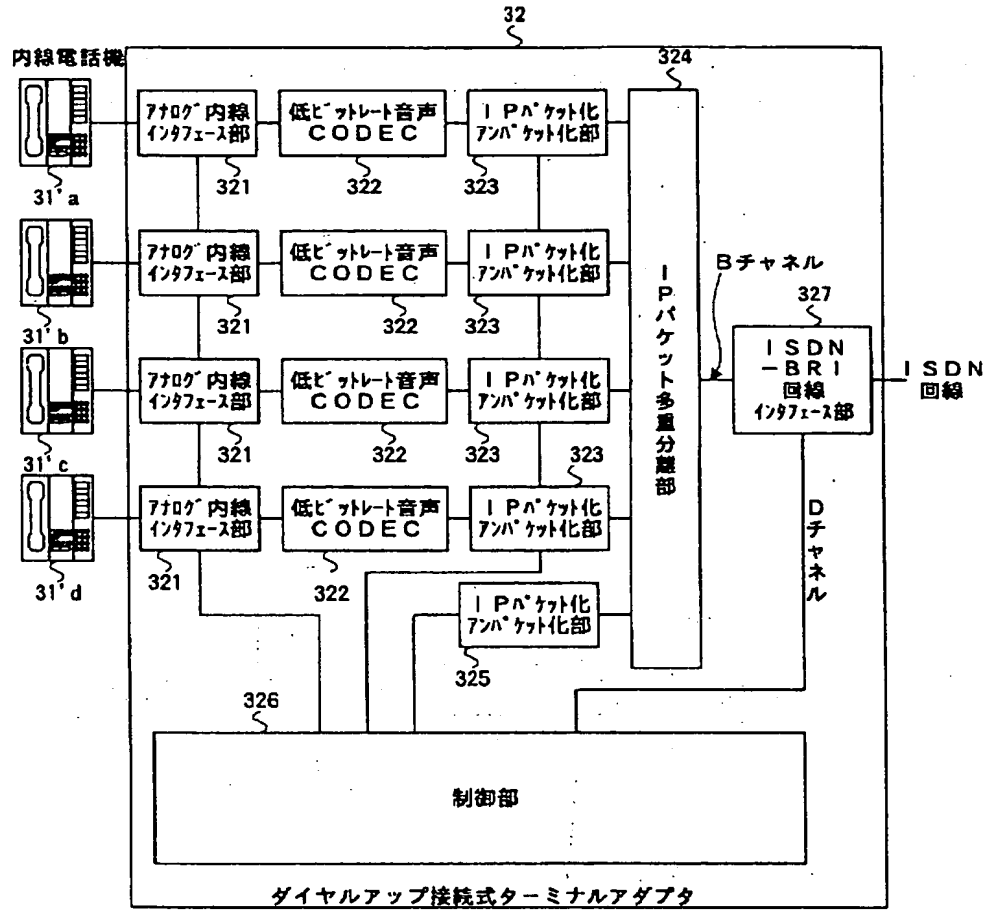 32
内線電話機
324
アナログ内線
インタフェース部
低ビットレート音声
CODEC
IPパケット化
アンパケット化部
31'a
321
322
323
アナログ内線
インタフェース部
低ビットレート音声
CODEC
IPパケット化
アンパケット化部
31'b
321
322
323
アナログ内線
インタフェース部
低ビットレート音声
CODEC
IPパケット化
アンパケット化部
31'c
321
322
323
323
アナログ内線
インタフェース部
低ビットレート音声
CODEC
IPパケット化
アンパケット化部
31'd
321
322
IPパケット化
アンパケット化部
325
IPパケット多重分離部
Bチャネル
327
ISDN
-BRI
回線
インタフェース部
ISDN
回線
Dチャネル
326
制御部
ダイヤルアップ接続式ターミナルアダプタ